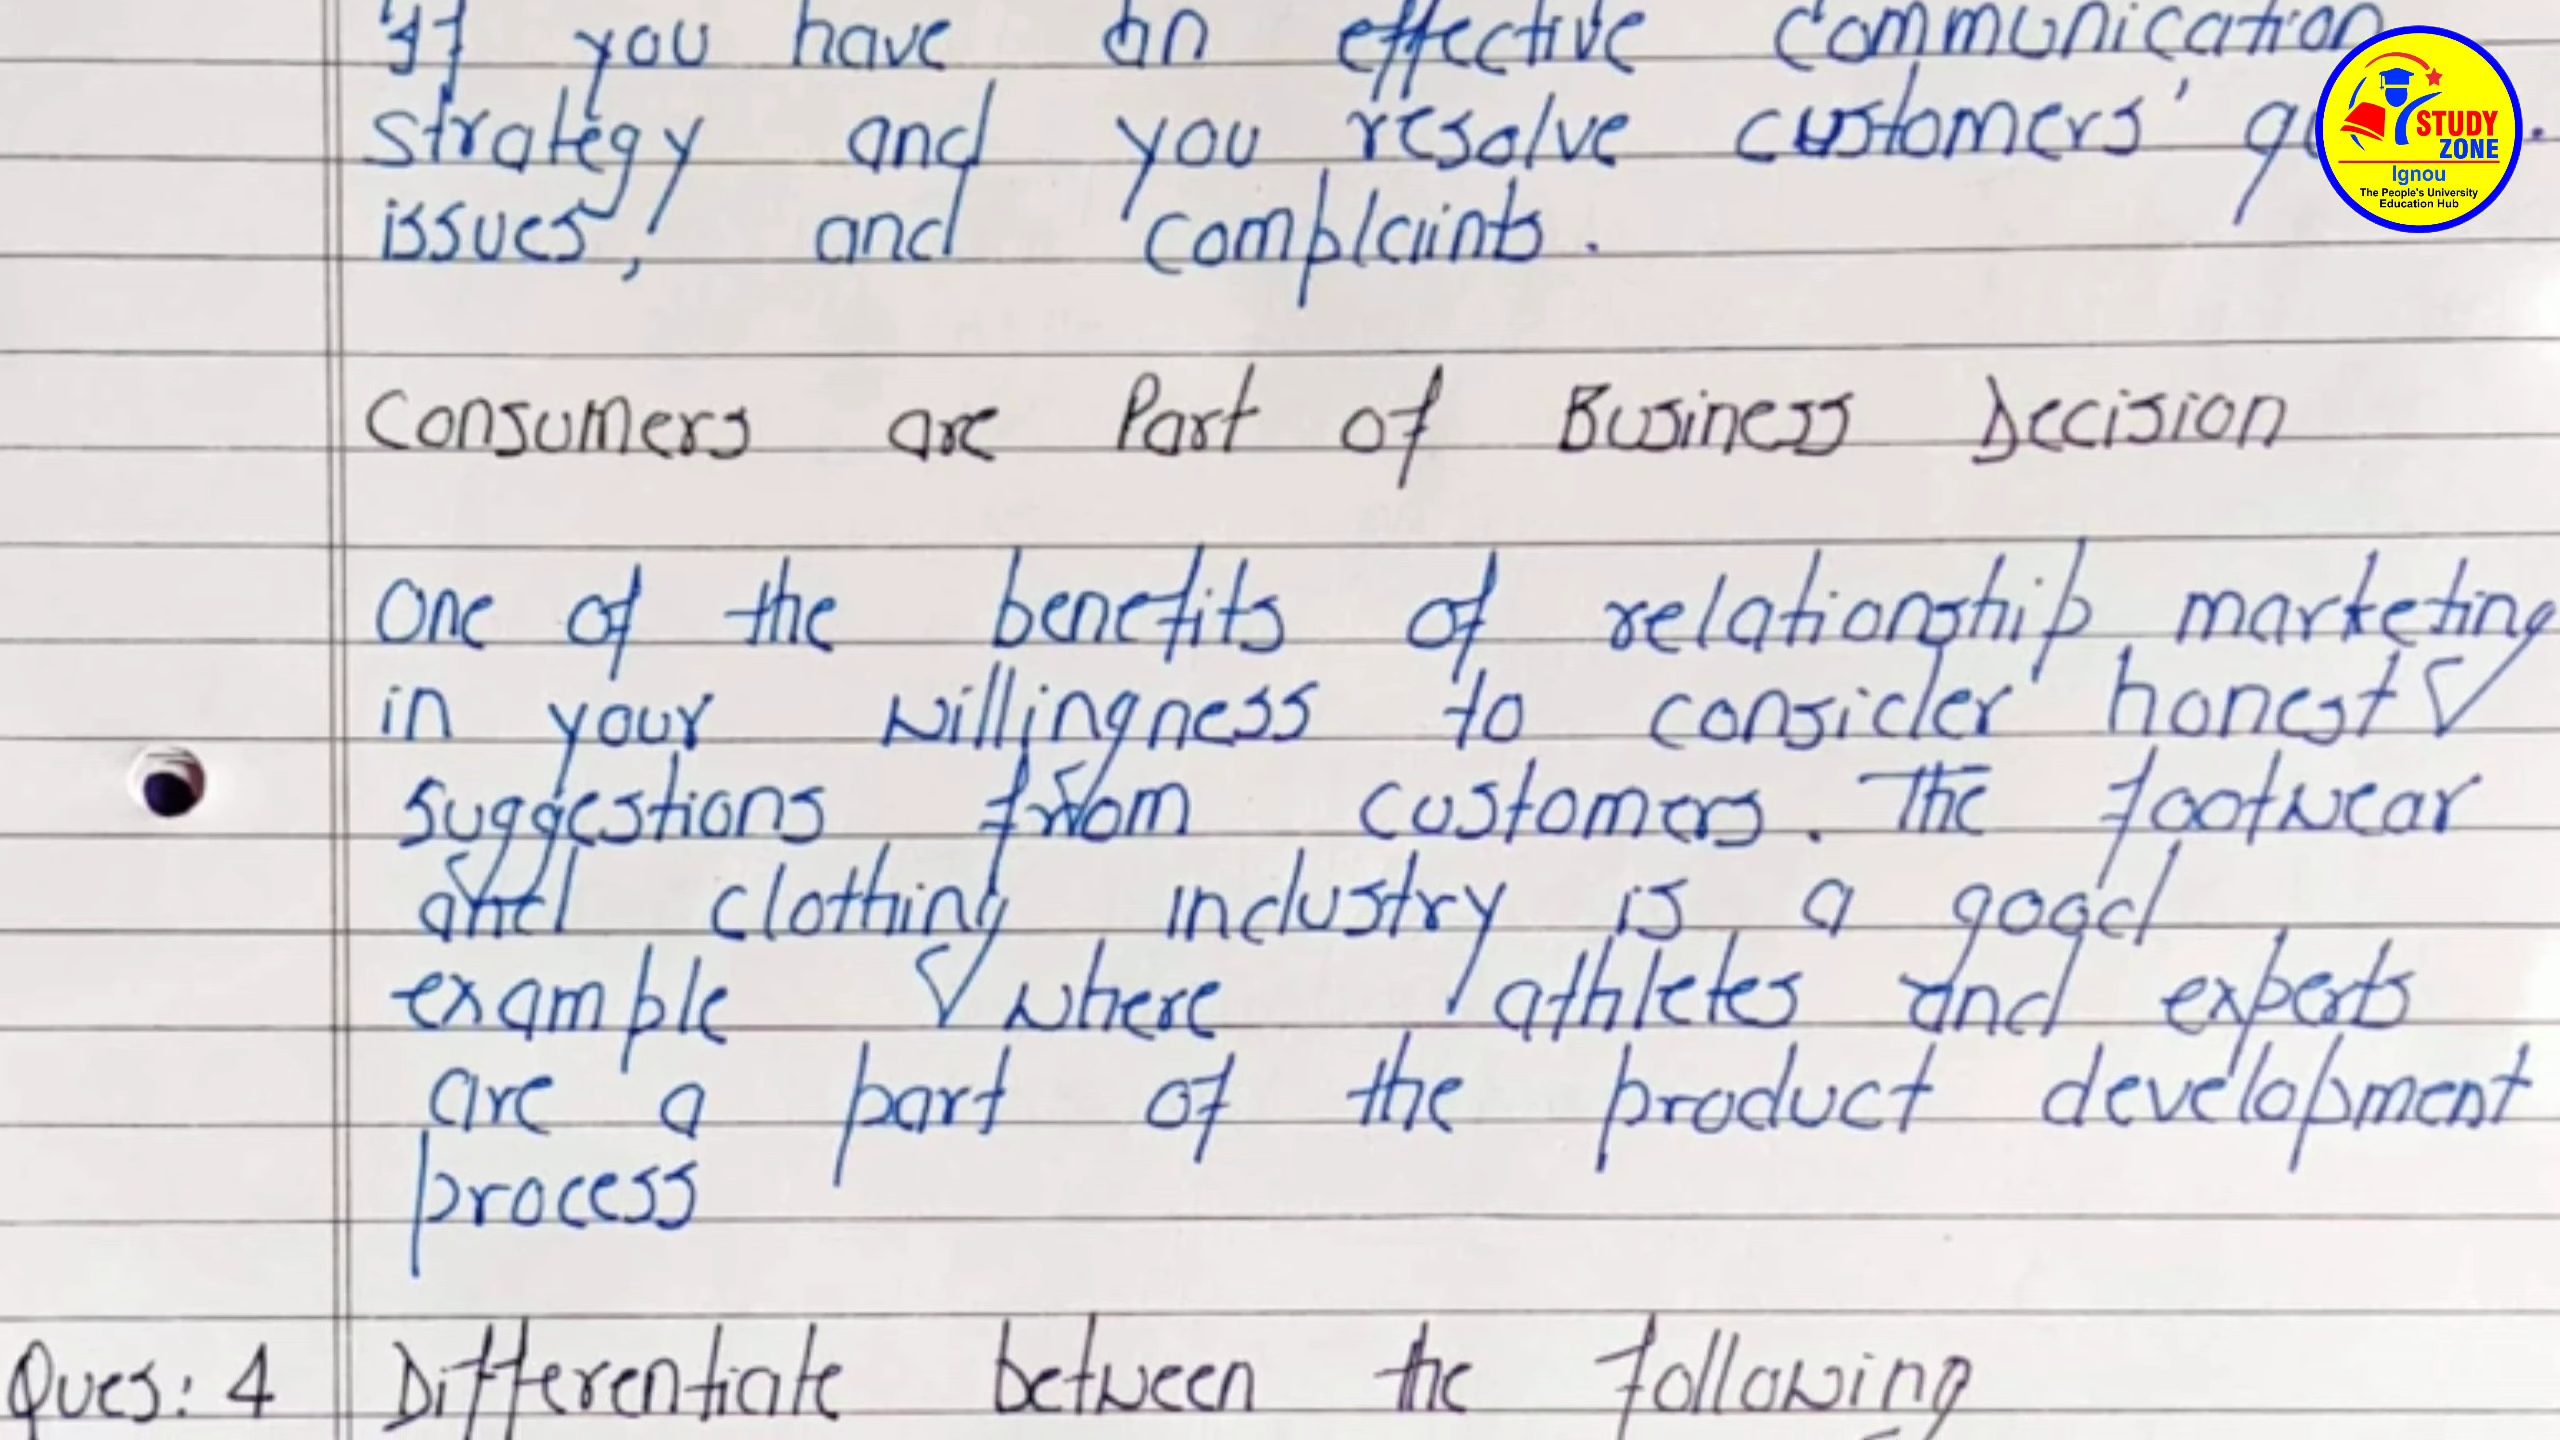 If you have an effective communication
strategy and you resolve customers'
issues, and complaints.
Consumers are Part of Business Decision
One of the benefits of relationship marketing
in your willingness to consider honest
suggestions from customers. The footwear
and clothing industry is a good
example where athletes and experts
are a part of the product development
process
Ques: 4 Differentiate between the following
STUDY
ZONE
Ignou
The People's University
Education Hub